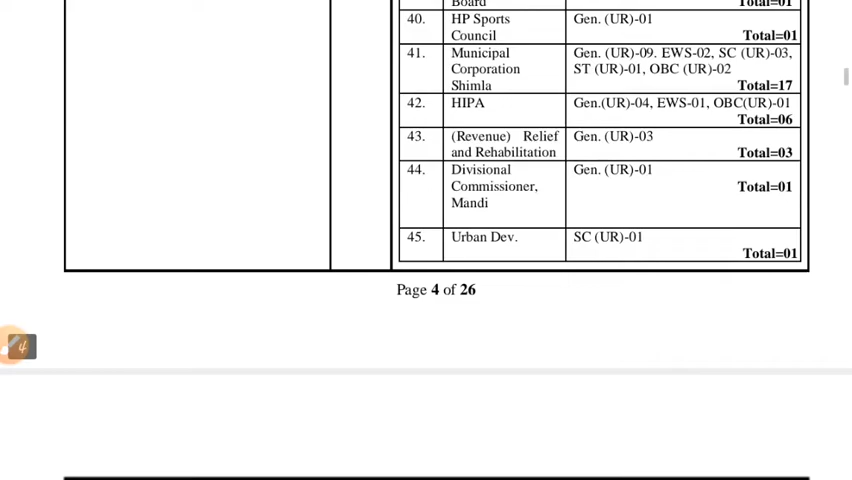 Board
Total=01
40. HP Sports Gen. (UR)-01
Council Total=01
41. Municipal Gen. (UR)-09. EWS-02, SC (UR)-03,
Corporation ST (UR)-01, OBC (UR)-02
Shimla Total=17
42. HIPA Gen.(UR)-04, EWS-01, OBC(UR)-01
Total=06
43. (Revenue) Relief Gen. (UR)-03
and Rehabilitation Total=03
44. Divisional Gen. (UR)-01
Commissioner, Total=01
Mandi
45. Urban Dev. SC (UR)-01
Total=01
Page 4 of 26
4